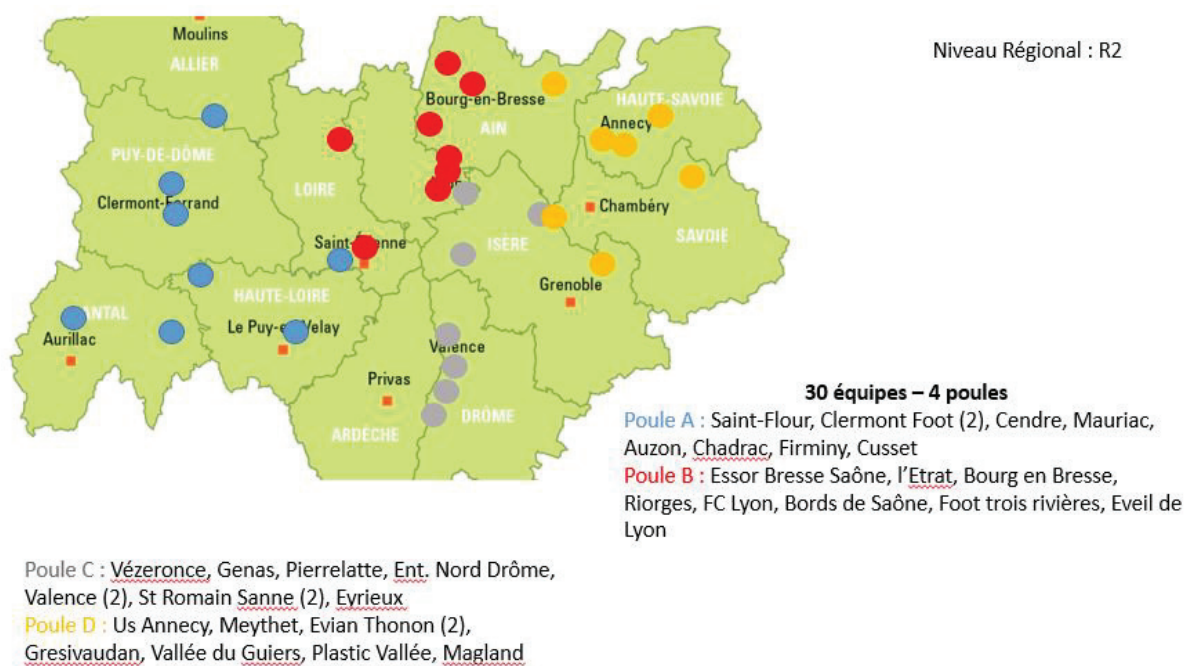 Moulins
ALLIER
Niveau Régional : R2
Bourg-en-Bresse
HAUTE-SAVOIE
Annecy
AIN
PUY-DE-DÔME
LOIRE
Clermont-Ferrand
Chambéry
SAVOIE
Saint-Étienne
ISÈRE
Grenoble
HAUTE-LOIRE
CANTAL
Le Puy-en-Velay
Aurillac
Valence
Privas
DRÔME
ARDÈCHE
30 équipes – 4 poules
Poule A : Saint-Flour, Clermont Foot (2), Cendre, Mauriac,
Auzon, Chadrac, Firminy, Cusset
Poule B : Essor Bresse Saône, l’Etrat, Bourg en Bresse,
Riorges, FC Lyon, Bords de Saône, Foot trois rivières, Eveil de
Lyon
Poule C : Vézeronce, Genas, Pierrelatte, Ent. Nord Drôme,
Valence (2), St Romain Sanne (2), Eyrieux
Poule D : Us Annecy, Meythet, Evian Thonon (2),
Gresivaudan, Vallée du Guiers, Plastic Vallée, Magland